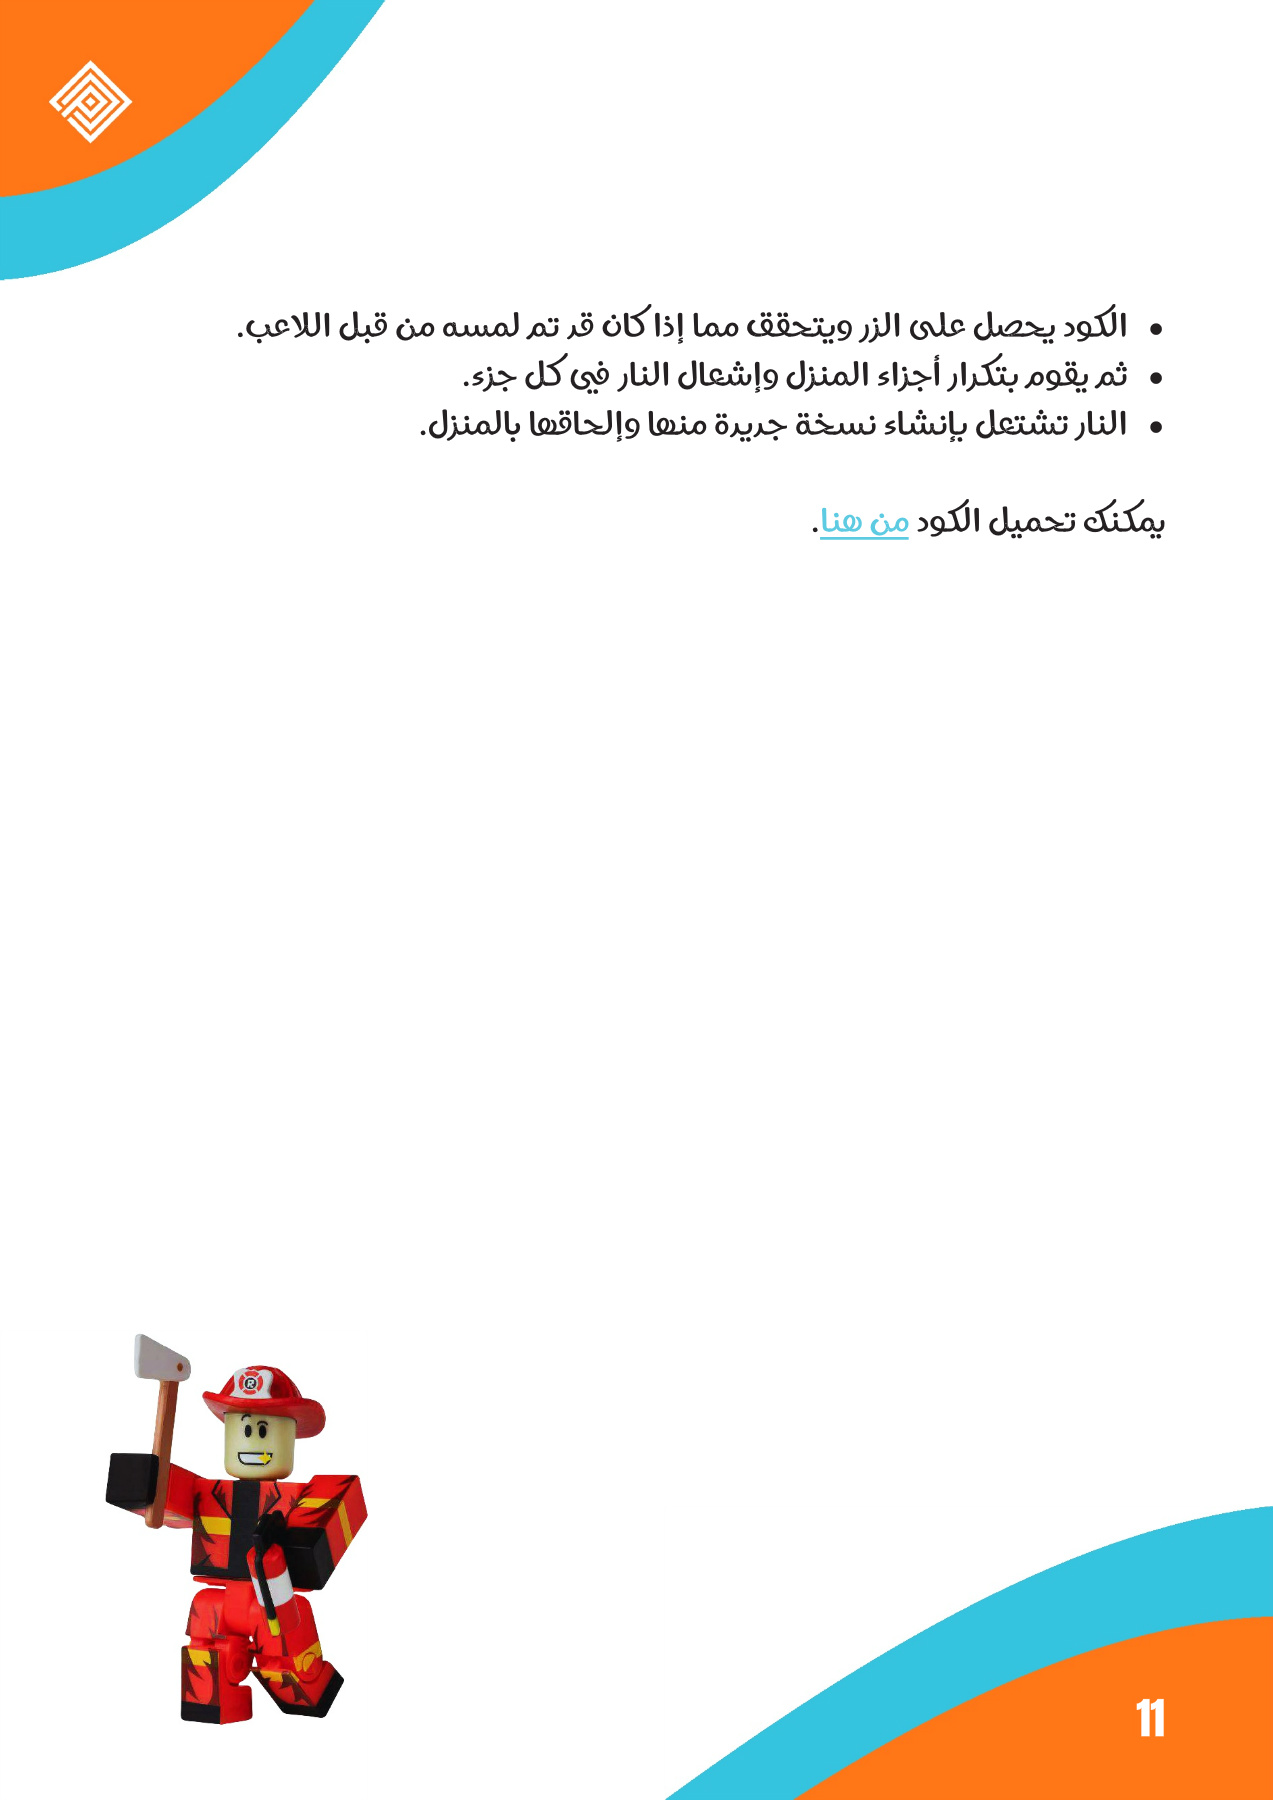 • الكود يحصل على الزر ويتحقق مما إذا كان قد تم لمسه من قبل اللاعب.
• ثم يقوم بتكرار أجزاء المنزل وإشعال النار في كل جزء.
• النار تشتعل بإنشاء نسخة جديدة منها وإلحاقها بالمنزل.
يمكنك تحميل الكود من هنا.
11